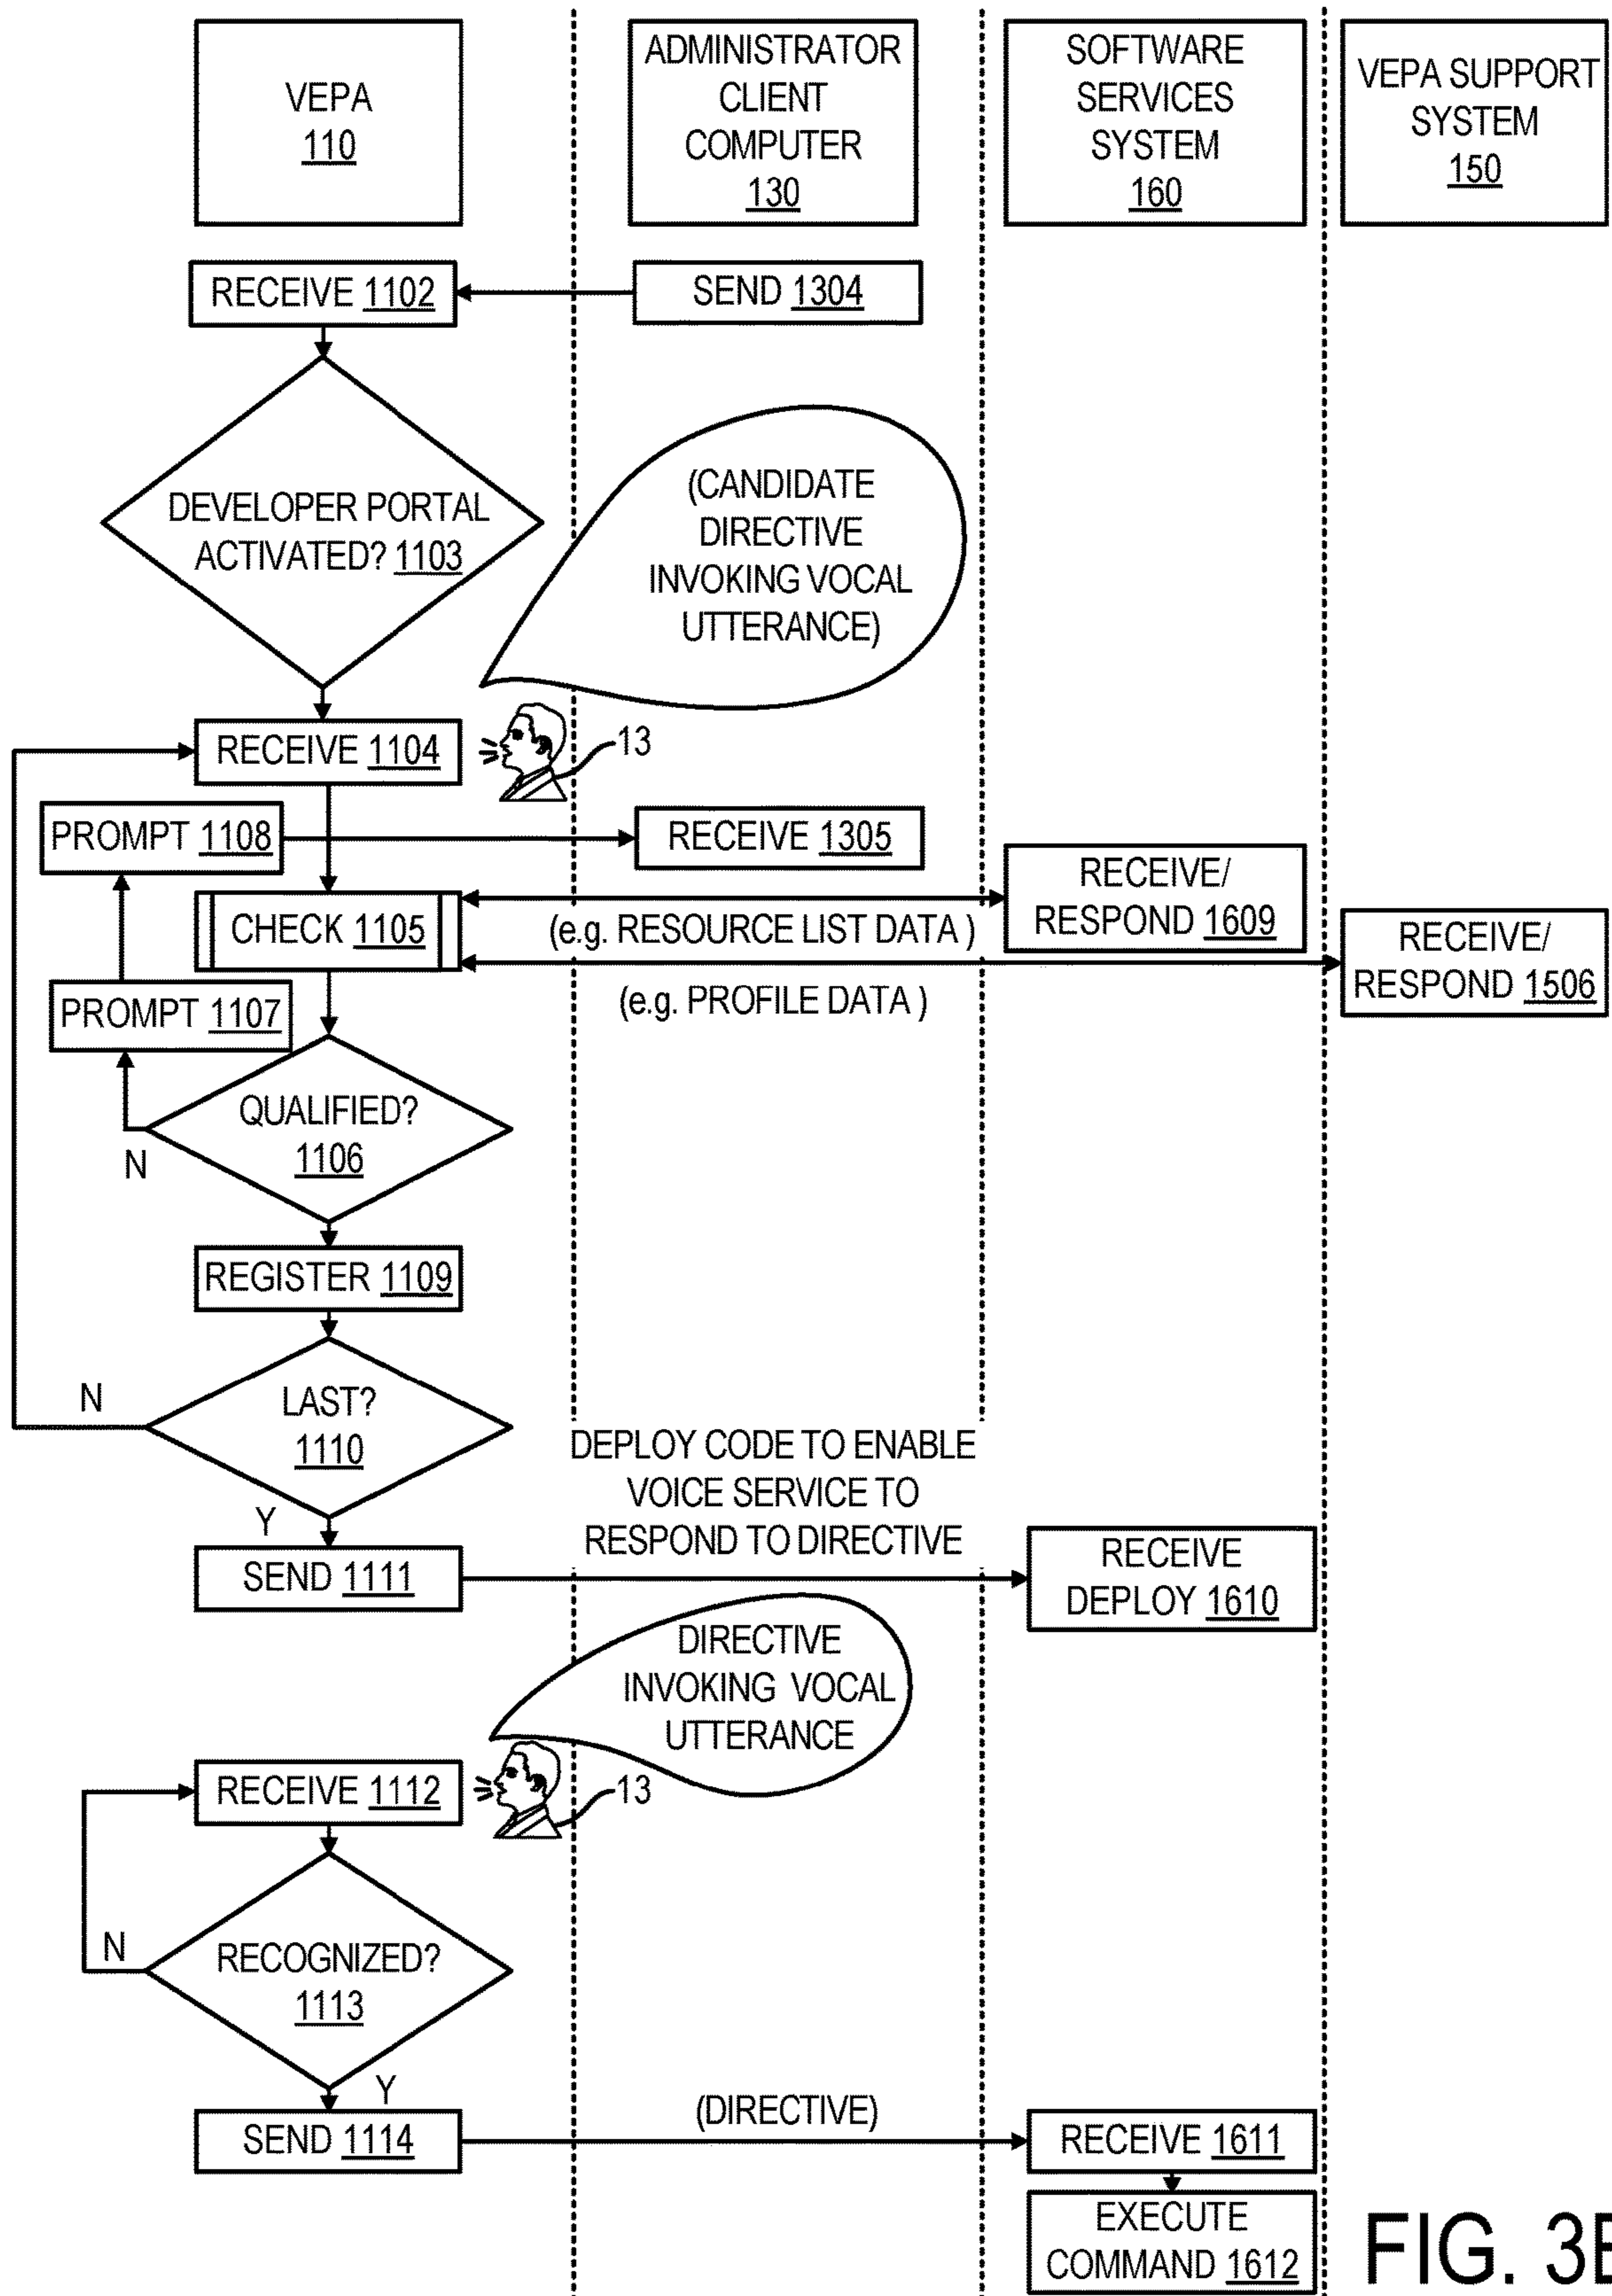 VEPA
110
ADMINISTRATOR
CLIENT
COMPUTER
130
SOFTWARE
SERVICES
SYSTEM
160
VEPA SUPPORT
SYSTEM
150
RECEIVE 1102
SEND 1304
DEVELOPER PORTAL
ACTIVATED? 1103
(CANDIDATE
DIRECTIVE
INVOKING VOCAL
UTTERANCE)
RECEIVE 1104
13
PROMPT 1108
RECEIVE 1305
CHECK 1105
(e.g. RESOURCE LIST DATA )
RECEIVE/
RESPOND 1609
(e.g. PROFILE DATA )
RECEIVE/
RESPOND 1506
PROMPT 1107
QUALIFIED?
1106
N
REGISTER 1109
LAST?
1110
N
Y
DEPLOY CODE TO ENABLE
VOICE SERVICE TO
RESPOND TO DIRECTIVE
SEND 1111
RECEIVE
DEPLOY 1610
DIRECTIVE
INVOKING VOCAL
UTTERANCE
RECEIVE 1112
13
RECOGNIZED?
1113
N
Y
SEND 1114
(DIRECTIVE)
RECEIVE 1611
EXECUTE
COMMAND 1612
FIG. 3B